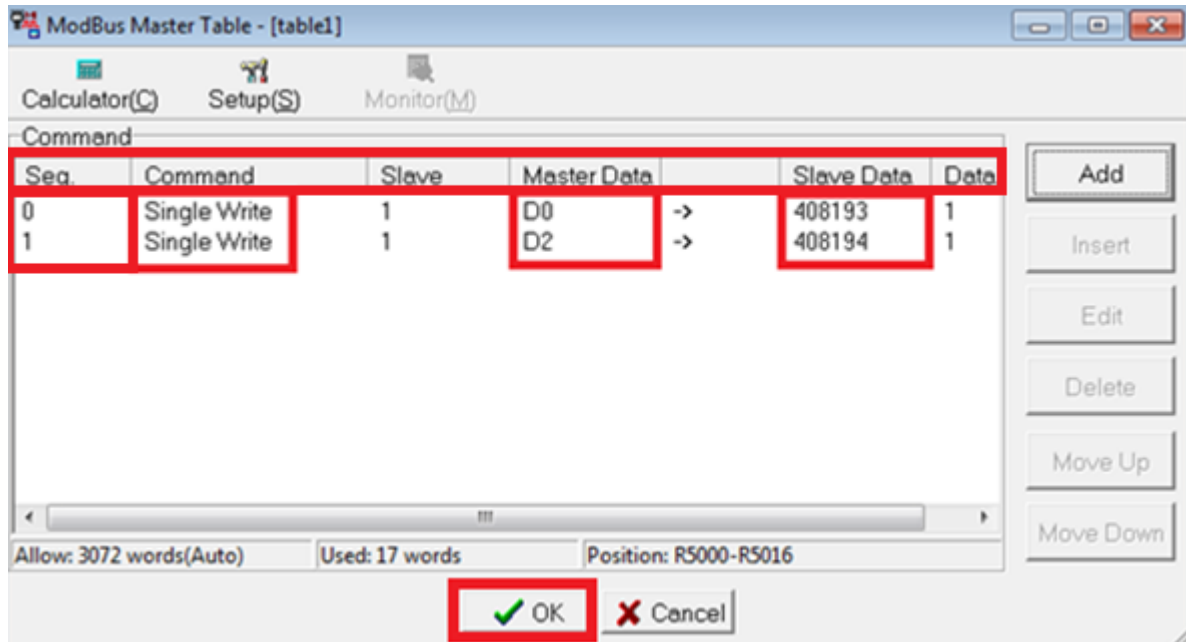 ModBus Master Table - [table1]
Calculator(C) Setup(S) Monitor(M)
Command
Seq. Command Slave Master Data Slave Data Data
0 Single Write 1 D0 -> 408193 1
1 Single Write 1 D2 -> 408194 1
Add
Insert
Edit
Delete
Move Up
Move Down
Allow: 3072 words(Auto) Used: 17 words Position: R5000-R5016
OK Cancel